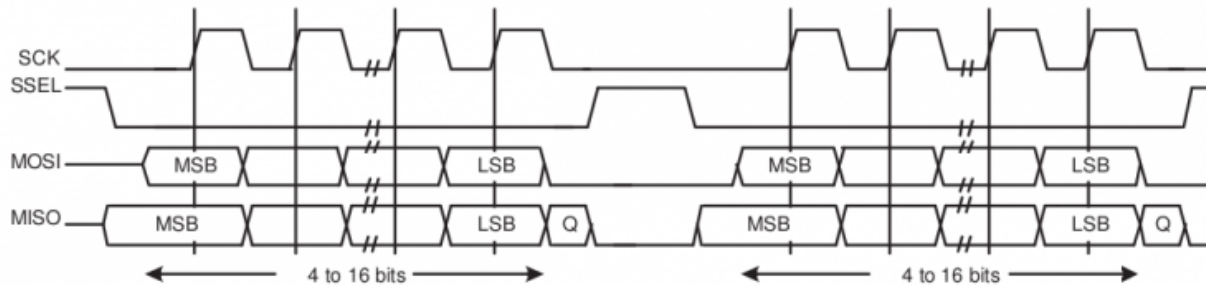 SCK
SSEL
MOSI MSB LSB MSB LSB
MISO MSB LSB Q MSB LSB Q
4 to 16 bits 4 to 16 bits